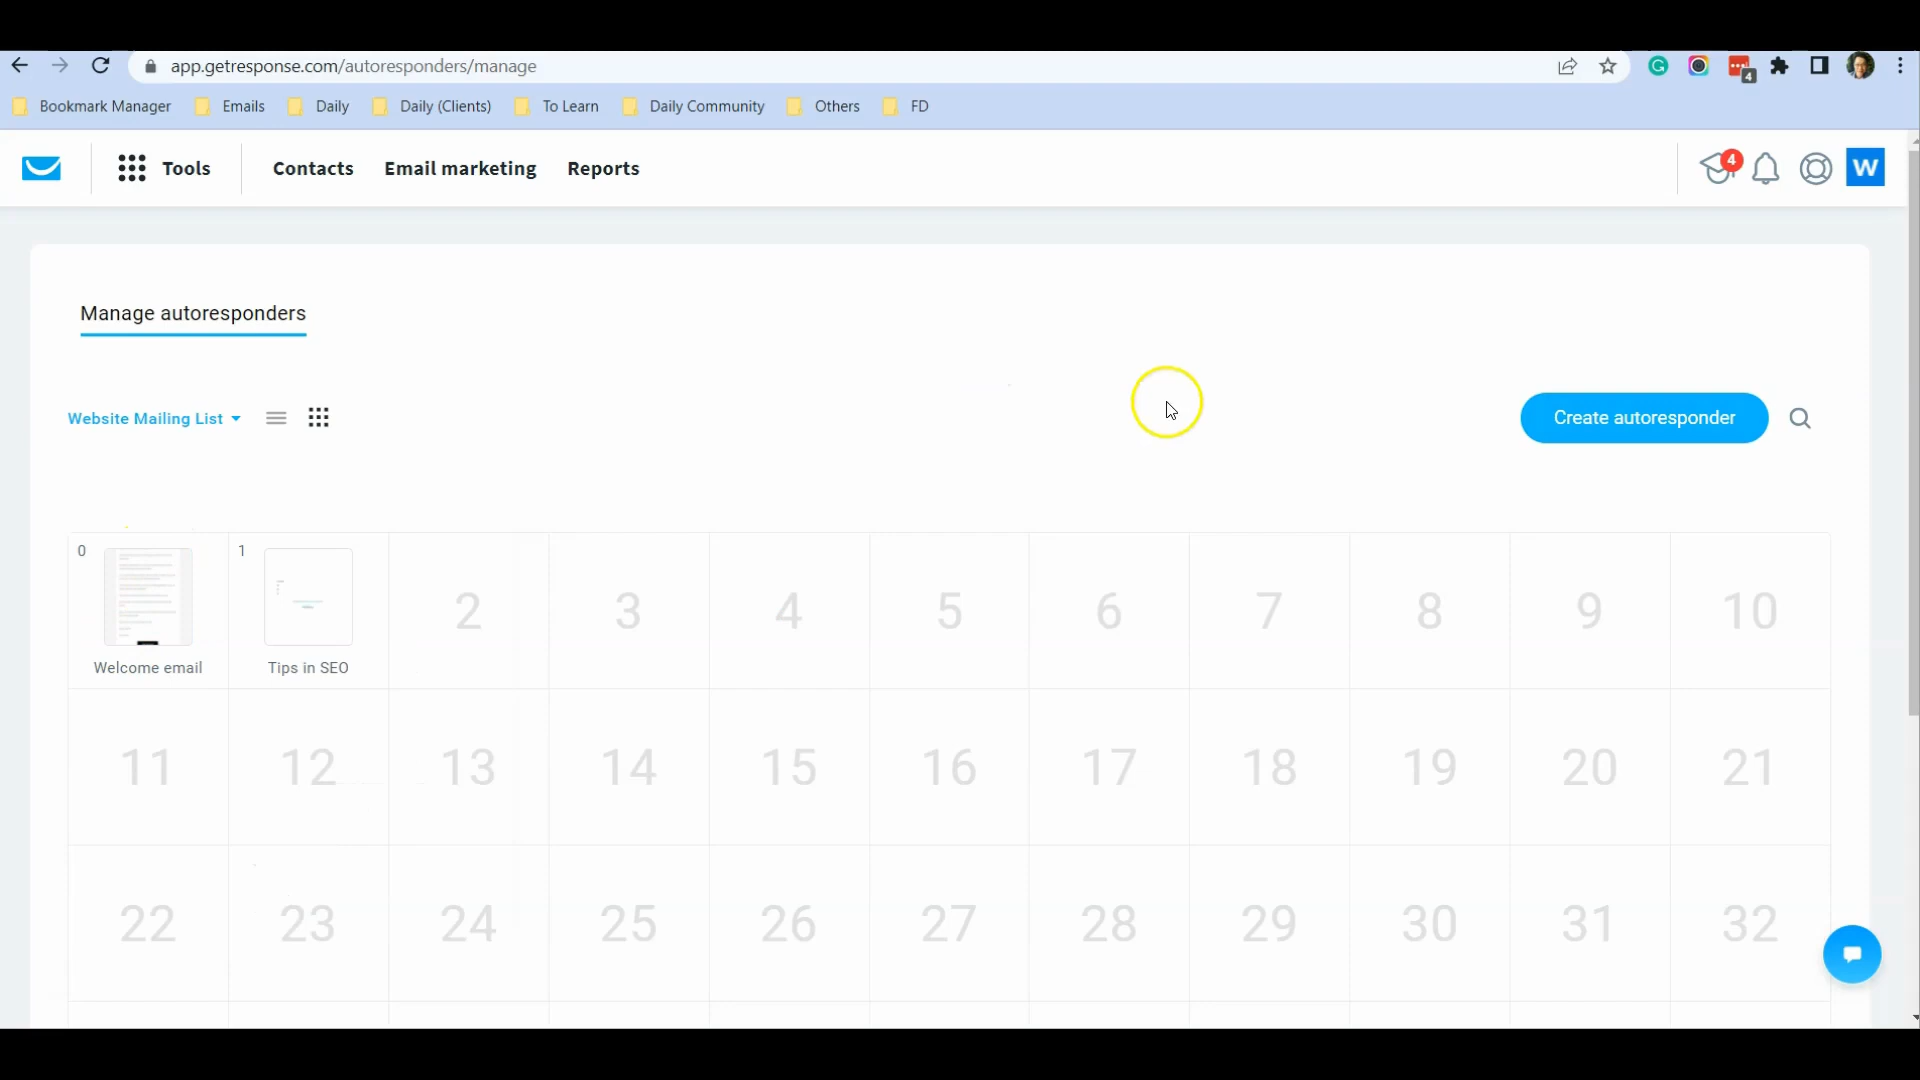 app.getresponse.com/autoresponders/manage
4
Bookmark Manager Emails Daily Daily (Clients) To Learn Daily Community Others FD
Tools Contacts Email marketing Reports 4 W
Manage autoresponders
Website Mailing List Create autoresponder
0 1 2 3 4 5 6 7 8 9 10
Welcome email Tips in SEO
11 12 13 14 15 16 17 18 19 20 21
22 23 24 25 26 27 28 29 30 31 32